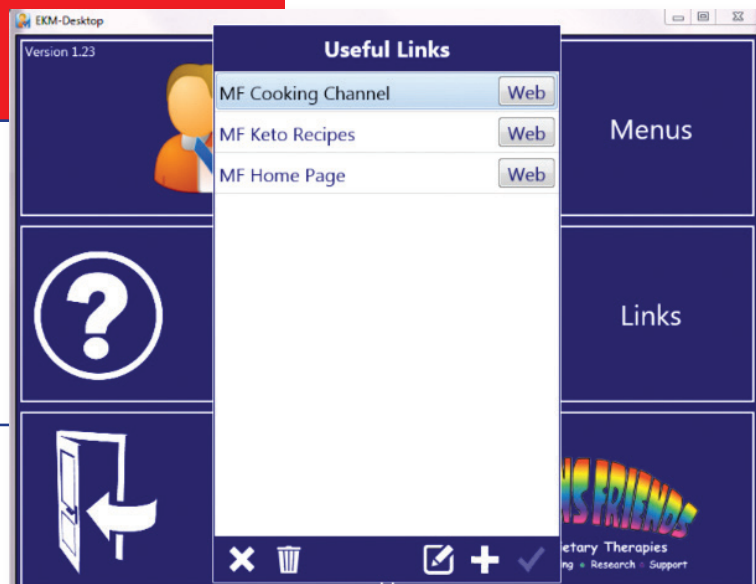 EKM-Desktop
Version 1.23
Useful Links
MF Cooking Channel Web
MF Keto Recipes Web
MF Home Page Web
Menus
Links
FRIENDS
Therapies
Research Support